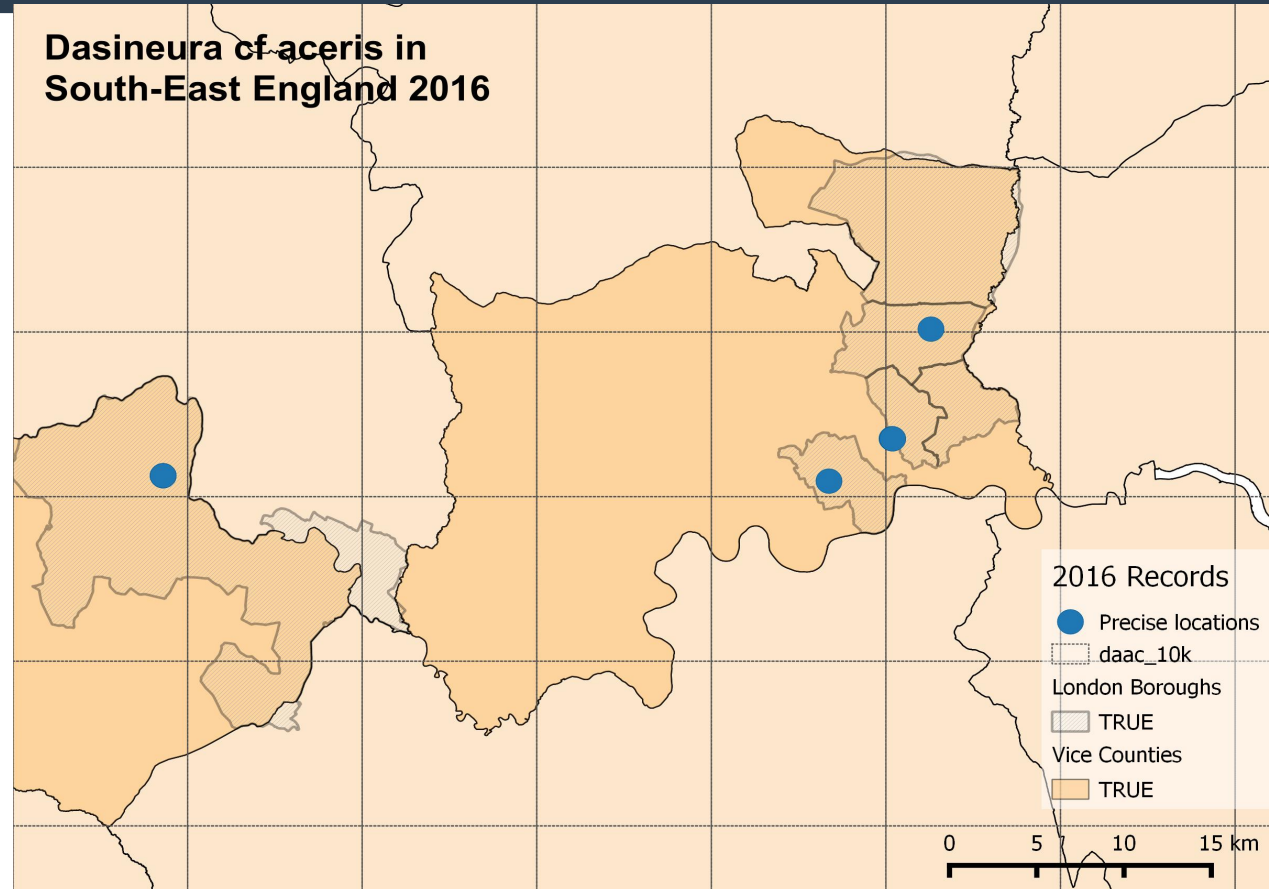 Dasineura cf aceris in
South-East England 2016
2016 Records
Precise locations
daac_10k
London Boroughs
TRUE
Vice Counties
TRUE
0 5 10 15 km